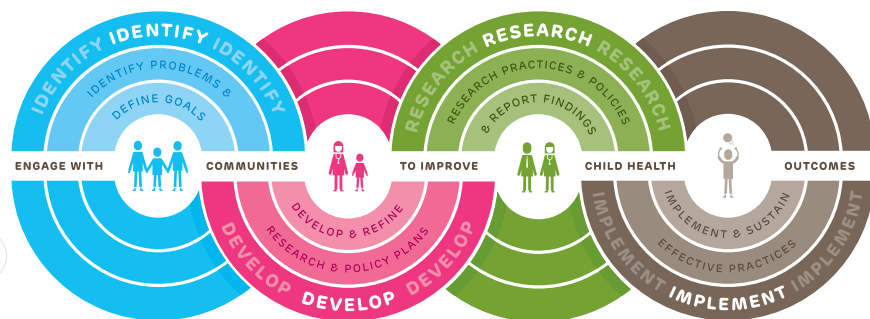 IDENTIFY IDENTIFY IDENTIFY
IDENTIFY PROBLEMS &
DEFINE GOALS
RESEARCH RESEARCH RESEARCH
RESEARCH PRACTICES & POLICIES
& REPORT FINDINGS
ENGAGE WITH COMMUNITIES TO IMPROVE CHILD HEALTH OUTCOMES
DEVELOP & REFINE
RESEARCH & POLICY PLANS
DEVELOP DEVELOP DEVELOP
IMPLEMENT & SUSTAIN
EFFECTIVE PRACTICES
IMPLEMENT IMPLEMENT IMPLEMENT